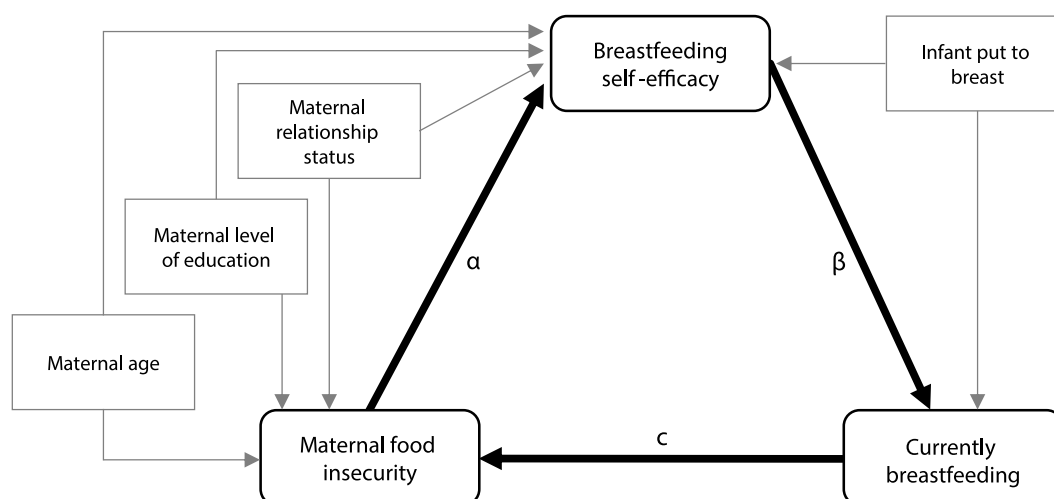 Breastfeeding
self-efficacy
Infant put to
breast
Maternal
relationship
status
Maternal level
of education
α
β
Maternal age
c
Maternal food
insecurity
Currently
breastfeeding